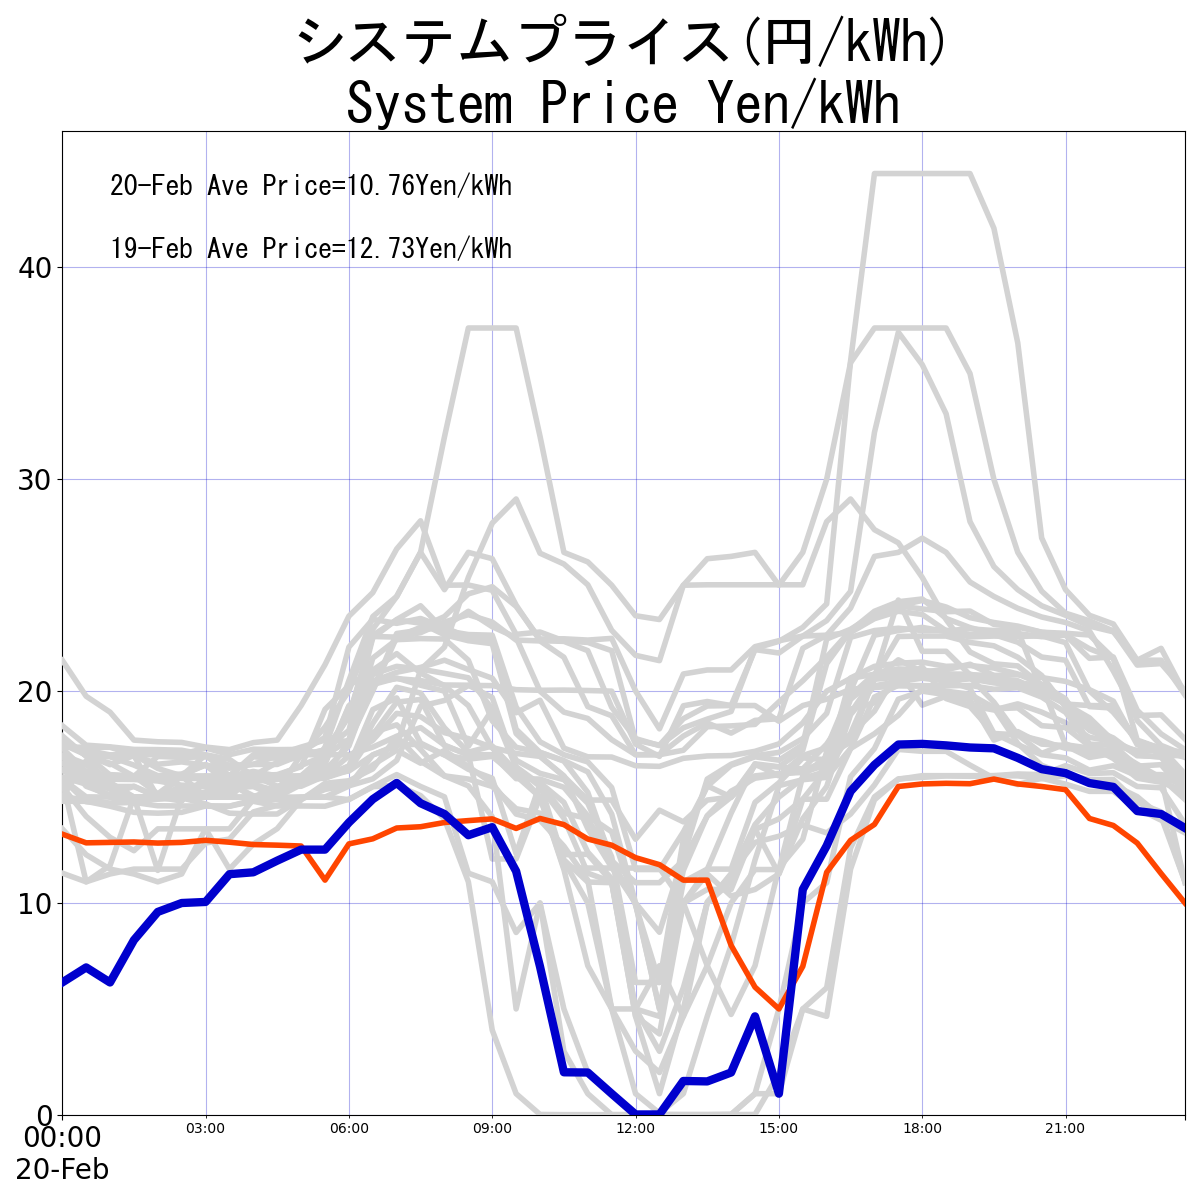 システムプライス(円/kWh)
System Price Yen/kWh
20-Feb Ave Price=10.76Yen/kWh
19-Feb Ave Price=12.73Yen/kWh
40
30
20
10
0
00:00 03:00 06:00 09:00 12:00 15:00 18:00 21:00
20-Feb